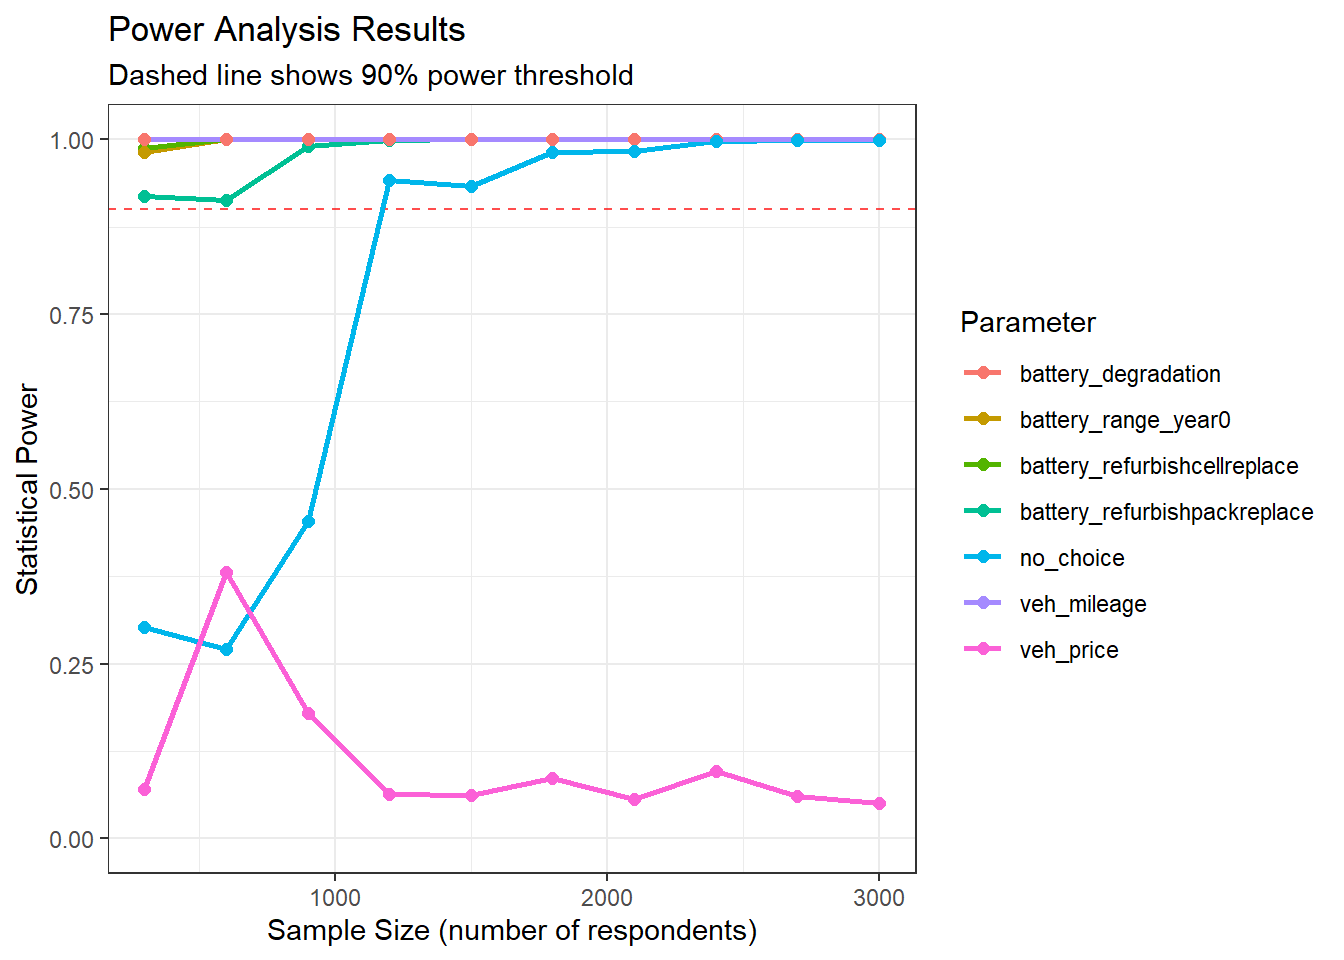 Power Analysis Results
Dashed line shows 90% power threshold
1.00
0.75
0.50
0.25
0.00
Statistical Power
1000
2000
3000
Sample Size (number of respondents)
Parameter
battery_degradation
battery_range_year0
battery_refurbishcellreplace
battery_refurbishpackreplace
no_choice
veh_mileage
veh_price